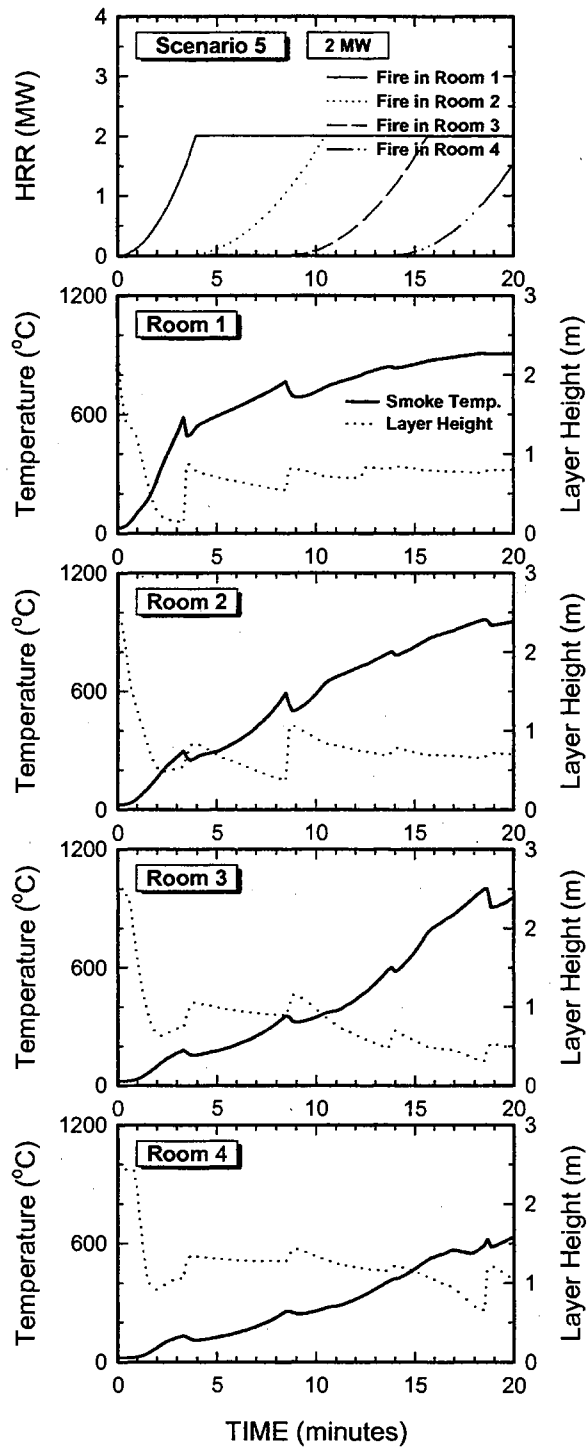 Scenario 5
2 MW
Fire in Room 1
Fire in Room 2
Fire in Room 3
Fire in Room 4
HRR (MW)
4
3
2
1
0
0 5 10 15 20
Room 1
Smoke Temp.
Layer Height
Temperature (°C)
1200
600
0
Layer Height (m)
3
2
1
0
0 5 10 15 20
Room 2
Temperature (°C)
1200
600
0
Layer Height (m)
3
2
1
0
0 5 10 15 20
Room 3
Temperature (°C)
1200
600
0
Layer Height (m)
3
2
1
0
0 5 10 15 20
Room 4
Temperature (°C)
1200
600
0
Layer Height (m)
3
2
1
0
0 5 10 15 20
TIME (minutes)